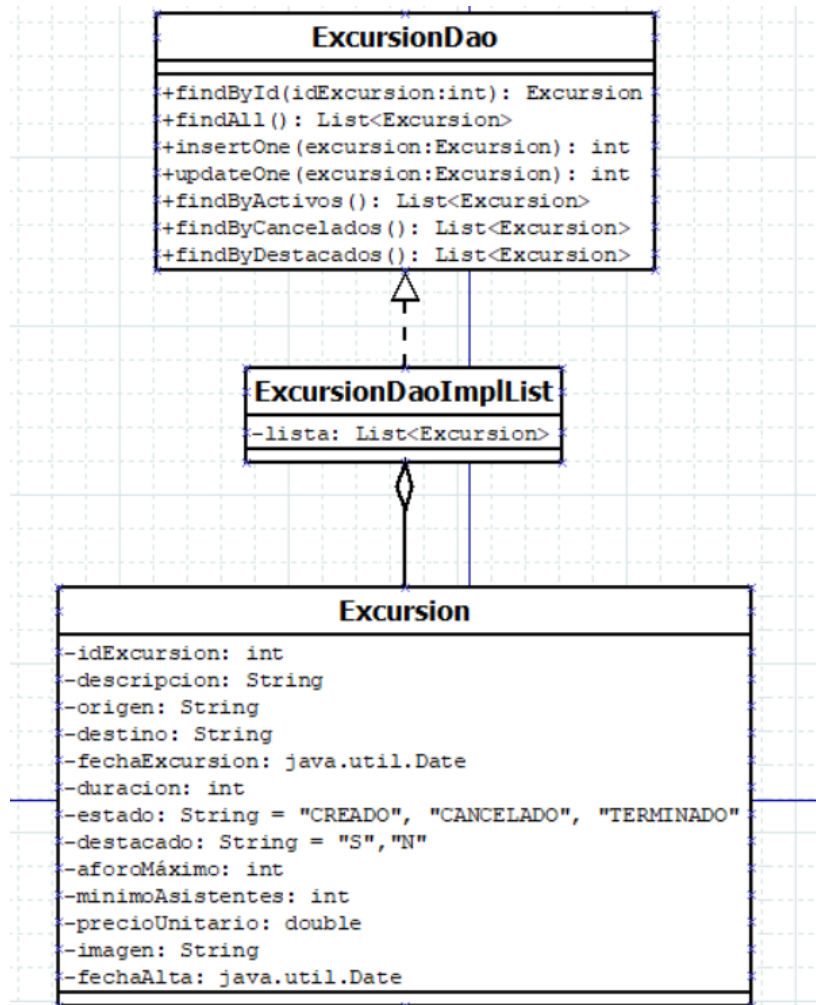 ExcursionDao
+findById(idExcursion:int): Excursion
+findAll(): List<Excursion>
+insertOne(excursion:Excursion): int
+updateOne(excursion:Excursion): int
+findByActivos(): List<Excursion>
+findByCancelados(): List<Excursion>
+findByDestacados(): List<Excursion>
ExcursionDaoImplList
-lista: List<Excursion>
Excursion
-idExcursion: int
-descripcion: String
-origen: String
-destino: String
-fechaExcursion: java.util.Date
-duracion: int
-estado: String = "CREADO", "CANCELADO", "TERMINADO"
-destacado: String = "S","N"
-aforoMáximo: int
-minimoAsistentes: int
-precioUnitario: double
-imagen: String
-fechaAlta: java.util.Date